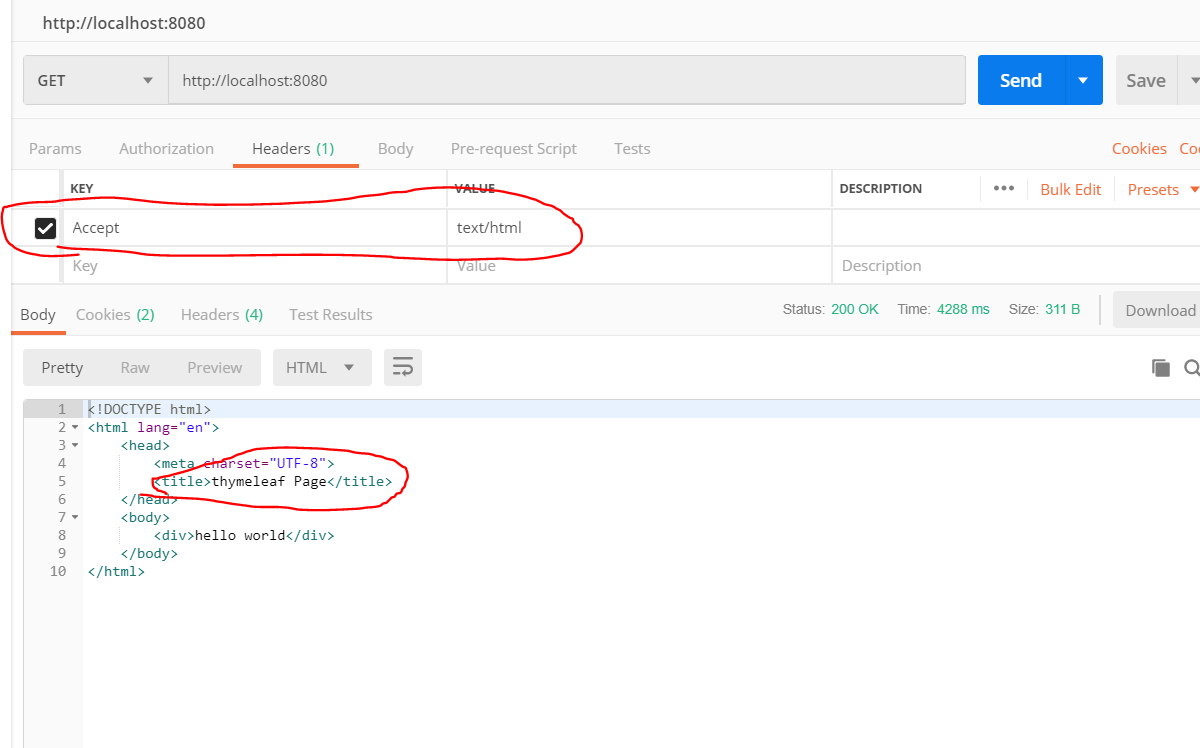 http://localhost:8080
GET http://localhost:8080 Send Save
Params Authorization Headers (1) Body Pre-request Script Tests Cookies
KEY VALUE DESCRIPTION ••• Bulk Edit Presets
Accept text/html
Key Value Description
Body Cookies (2) Headers (4) Test Results Status: 200 OK Time: 4288 ms Size: 311 B Download
Pretty Raw Preview HTML
1 <!DOCTYPE html>
2 <html lang="en">
3 <head>
4 <meta charset="UTF-8">
5 <title>thymeleaf Page</title>
6 </head>
7 <body>
8 <div>hello world</div>
9 </body>
10 </html>